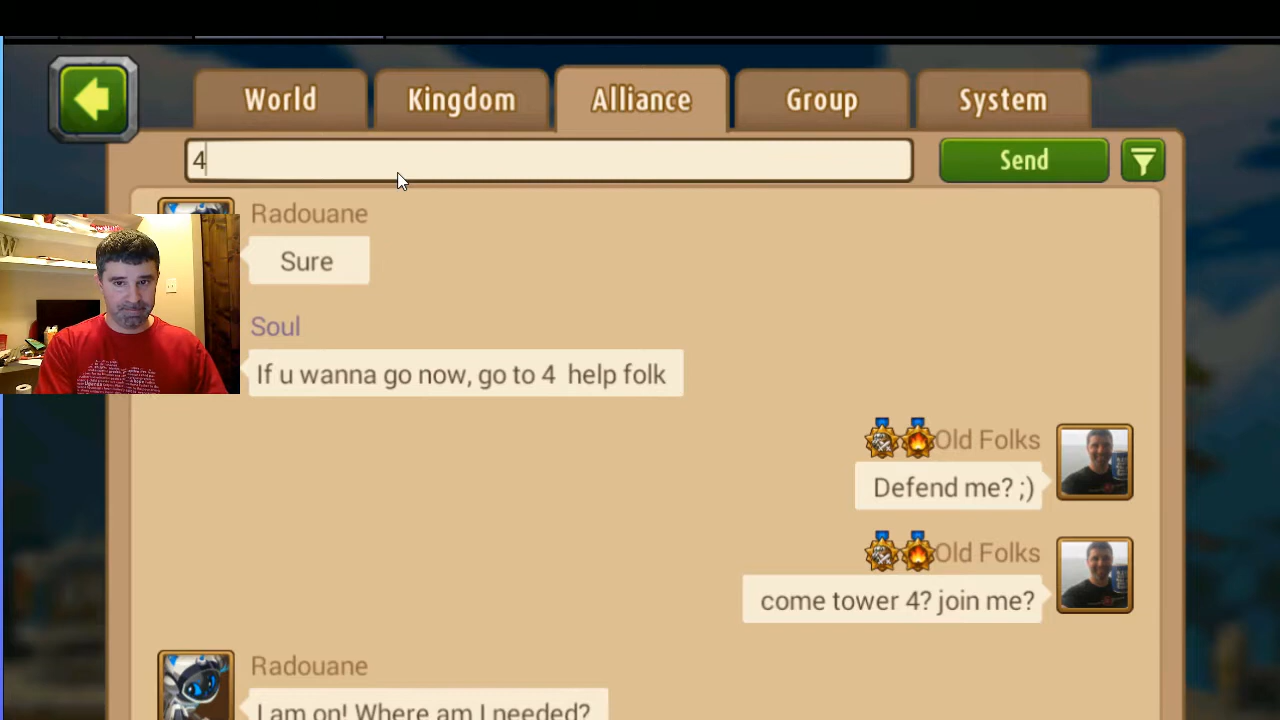 World
Kingdom
Alliance
Group
System
4
Send
Radouane
Sure
Soul
If u wanna go now, go to 4 help folk
Old Folks
Defend me? ;)
Old Folks
come tower 4? join me?
Radouane
I am on! Where am I needed?